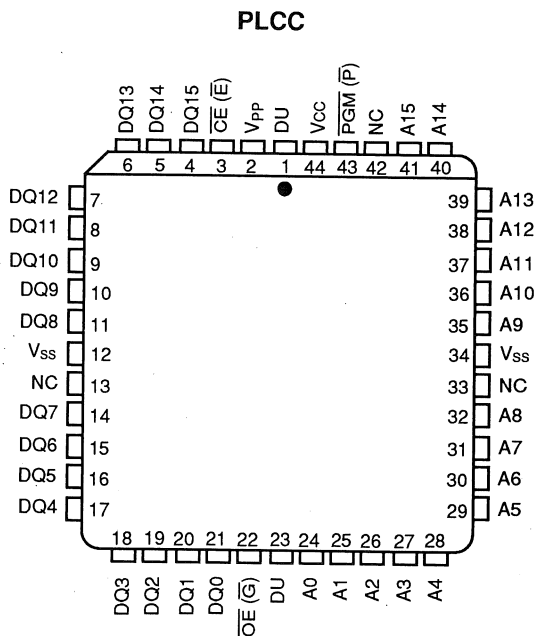 PLCC
DQ13
DQ14
DQ15
CE (E)
VPP
DU
VCC
PGM (P)
NC
A15
A14
6 5 4 3 2 1 44 43 42 41 40
DQ12 7 39 A13
DQ11 8 38 A12
DQ10 9 37 A11
DQ9 10 36 A10
DQ8 11 35 A9
VSS 12 34 VSS
NC 13 33 NC
DQ7 14 32 A8
DQ6 15 31 A7
DQ5 16 30 A6
DQ4 17 29 A5
18 19 20 21 22 23 24 25 26 27 28
DQ3
DQ2
DQ1
DQ0
OE (G)
DU
A0
A1
A2
A3
A4